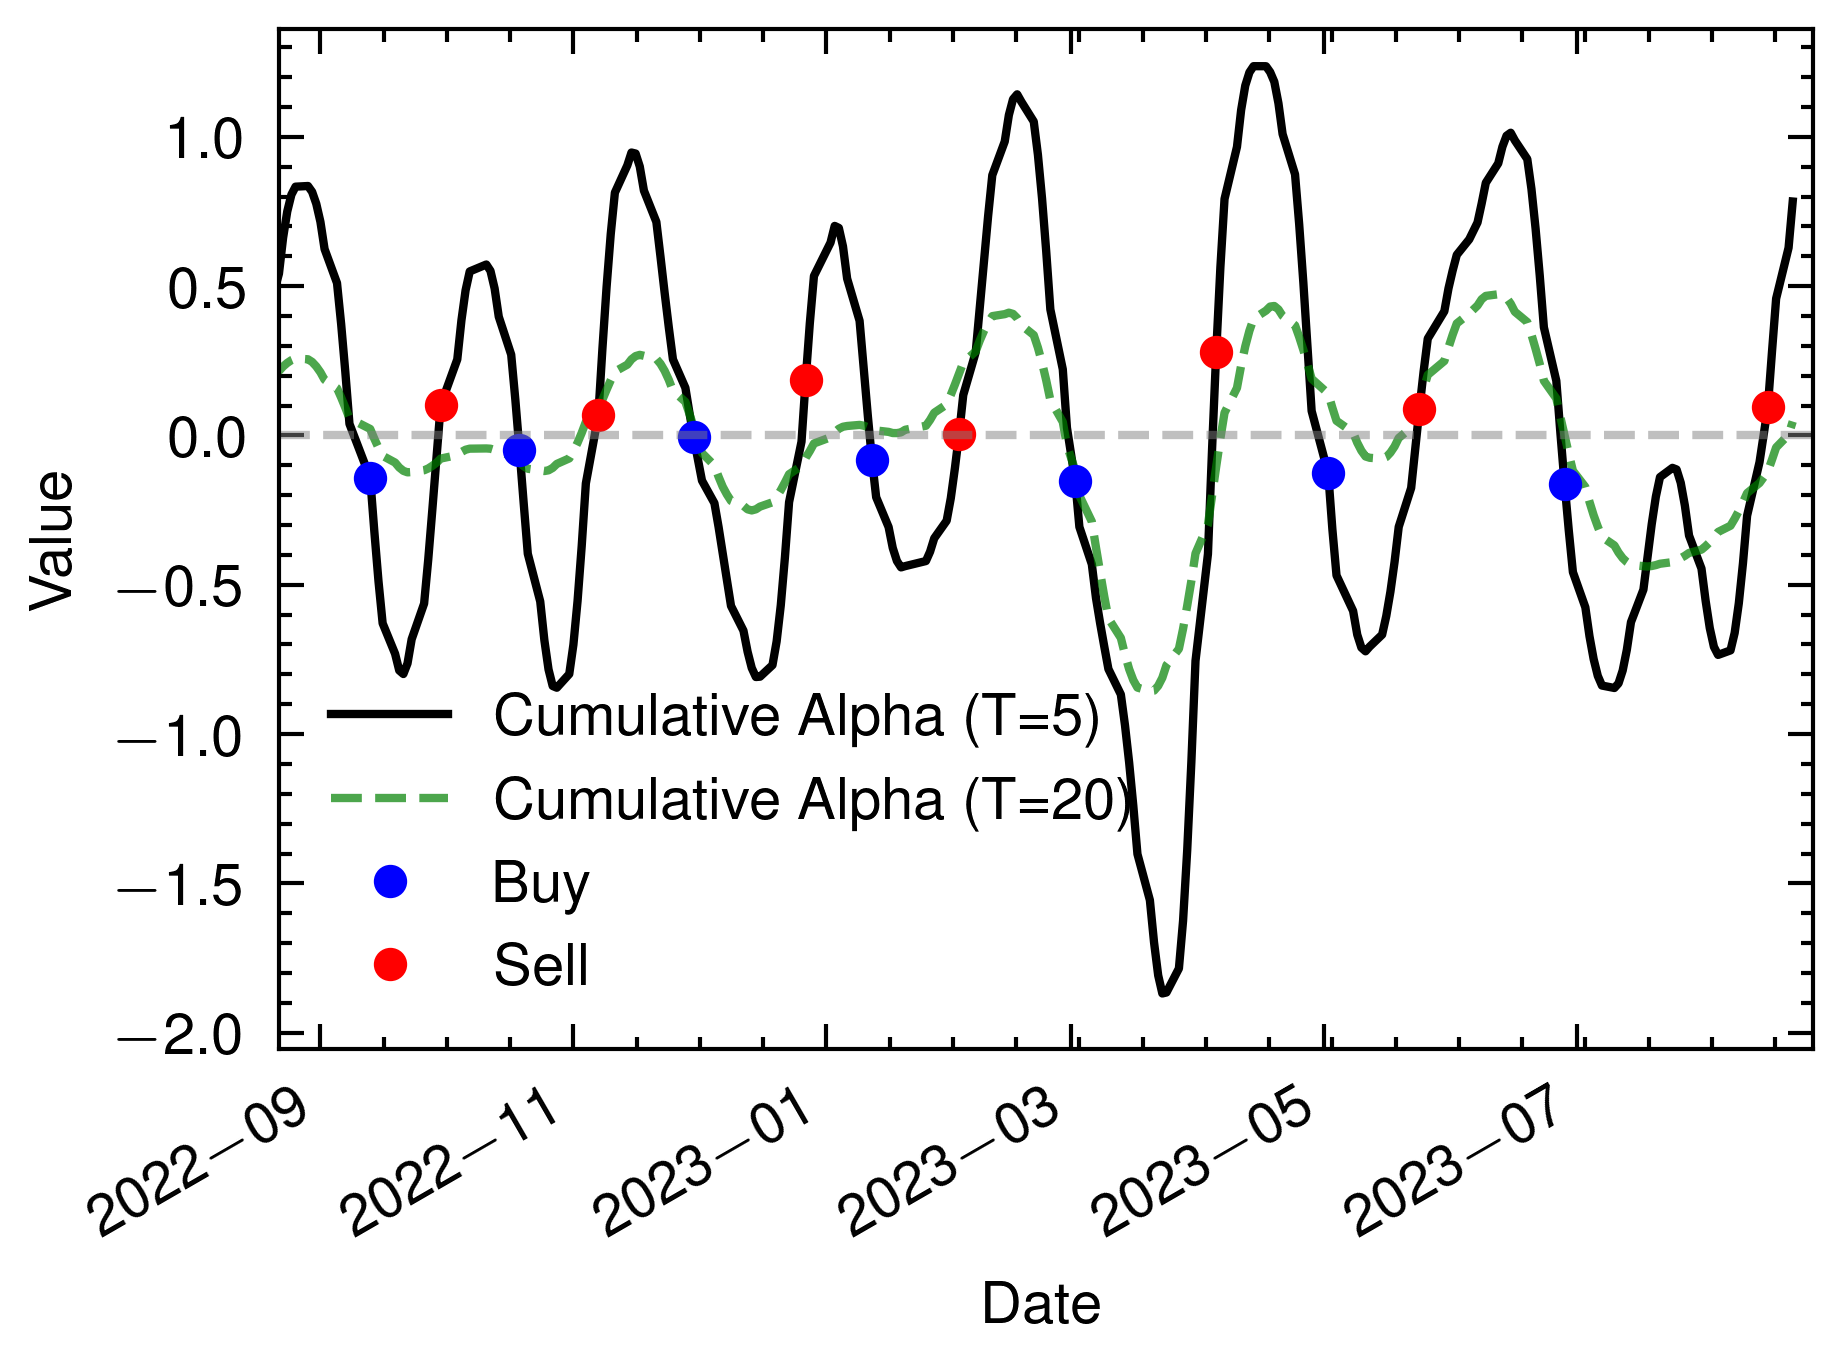 1.0
0.5
0.0
−0.5
−1.0
−1.5
−2.0
Value
Cumulative Alpha (T=5)
Cumulative Alpha (T=20)
Buy
Sell
2022−09
2022−11
2023−01
2023−03
2023−05
2023−07
Date